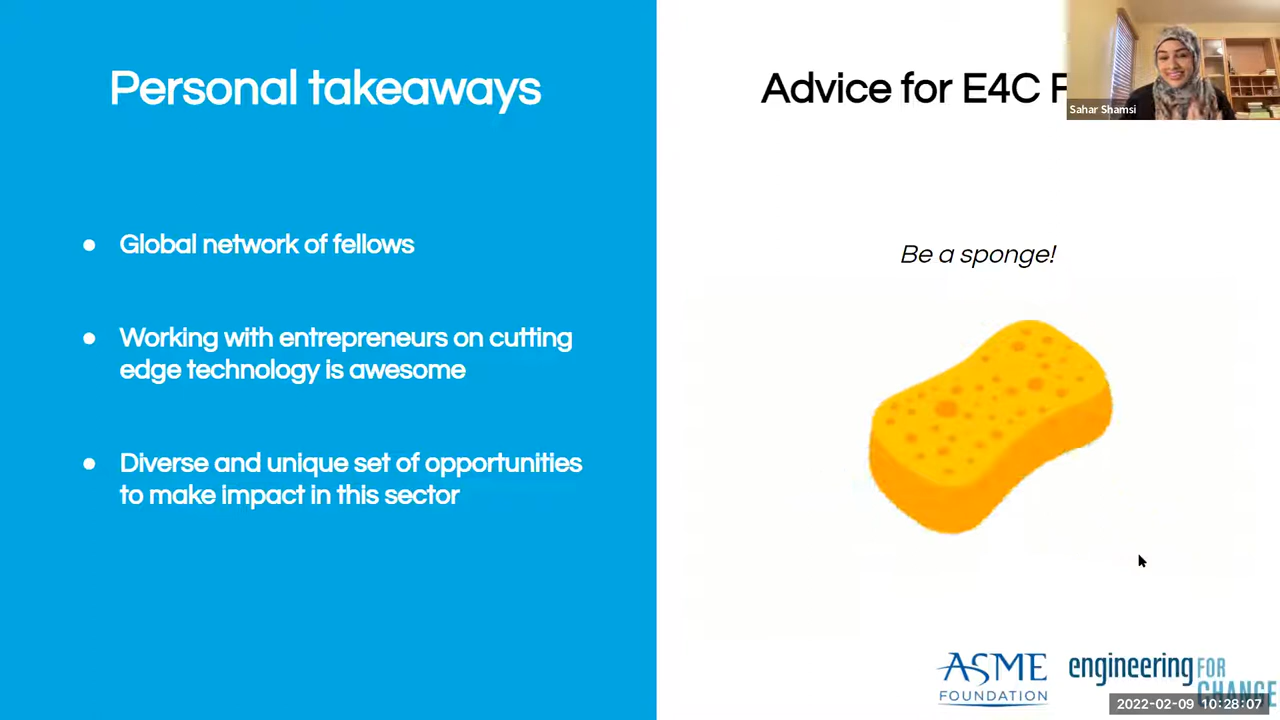 Personal takeaways
● Global network of fellows
● Working with entrepreneurs on cutting
edge technology is awesome
● Diverse and unique set of opportunities
to make impact in this sector
Advice for E4C F
Sahar Shamsi
Be a sponge!
ASME
FOUNDATION
engineering FOR
CHANGE
2022-02-09 10:28:07